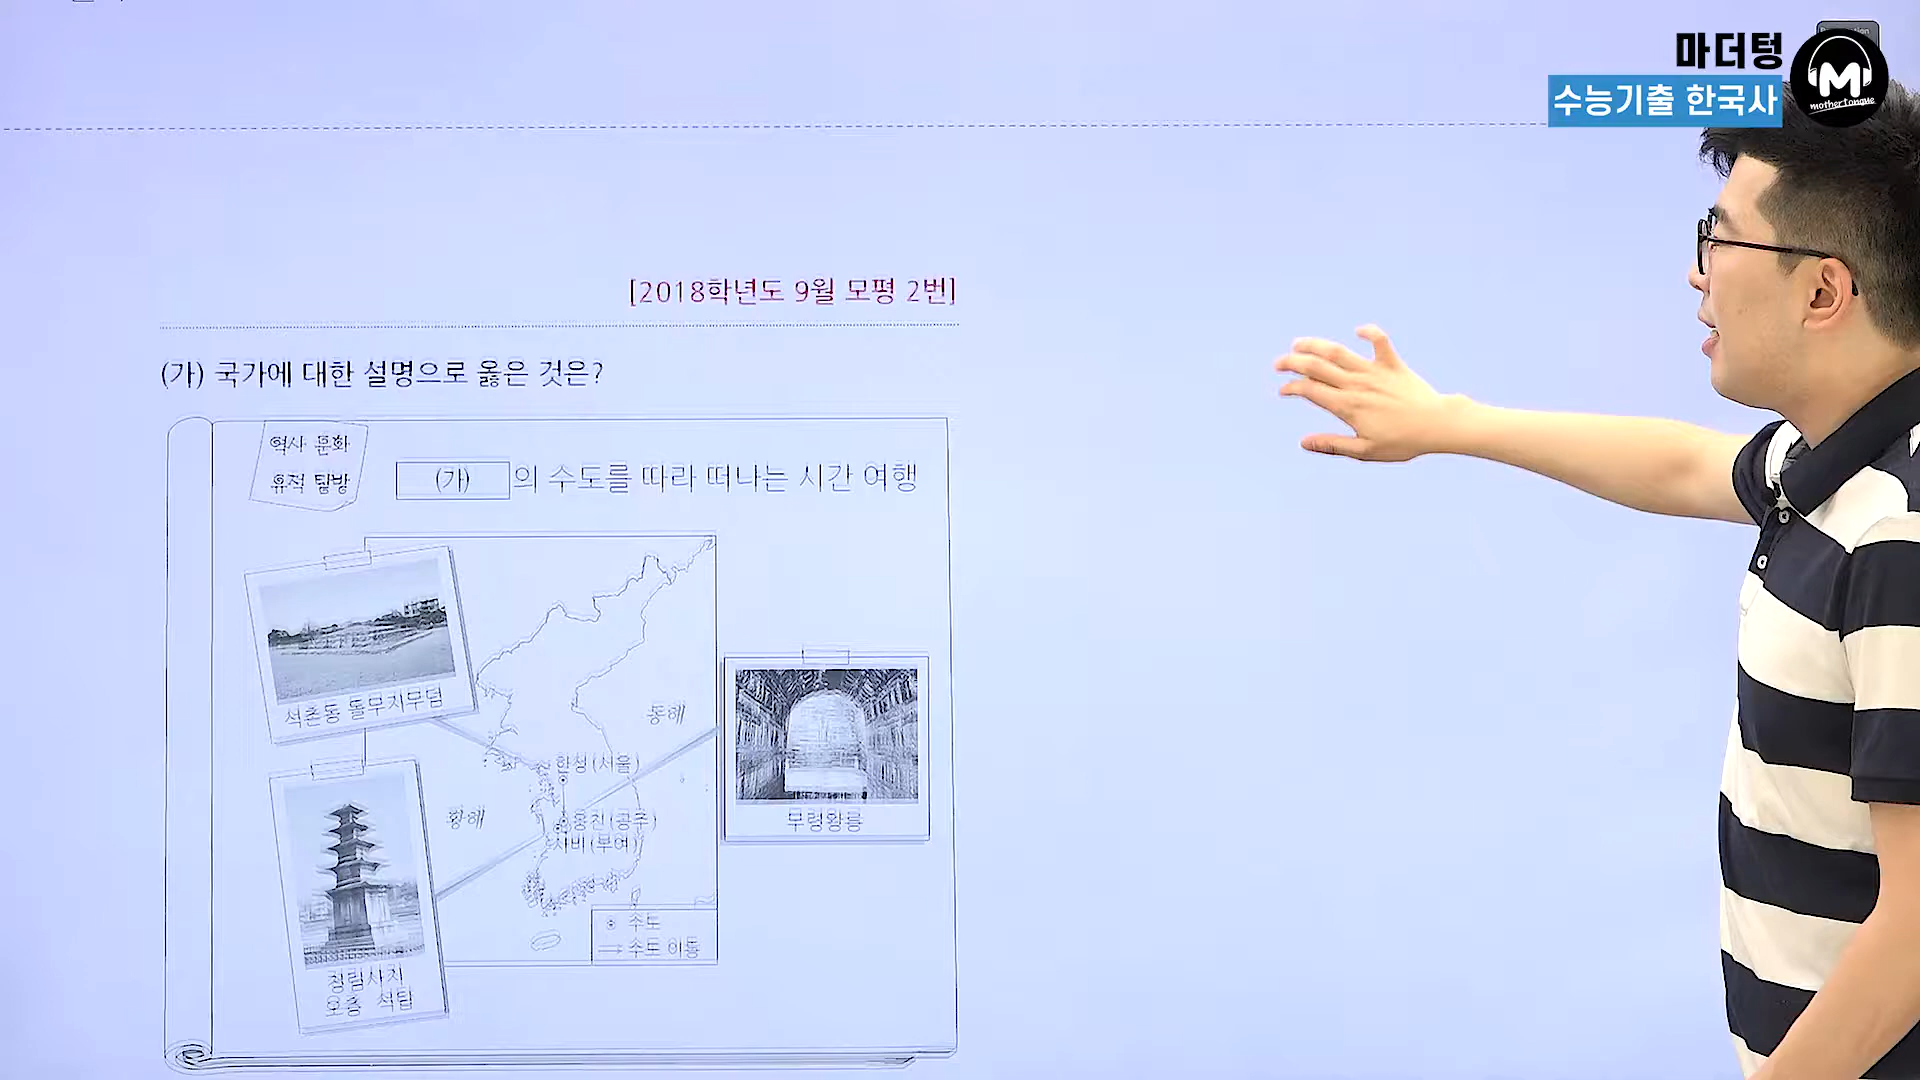 마더텅
수능기출 한국사
M
mothertongue
[2018학년도 9월 모평 2번]
(가) 국가에 대한 설명으로 옳은 것은?
역사 문화
유적 탐방
(가)의 수도를 따라 떠나는 시간 여행
석촌동 돌무지무덤
동해
한성(서울)
황해
웅진(공주)
사비(부여)
무령왕릉
수도
수도 이동
정림사지
오층 석탑